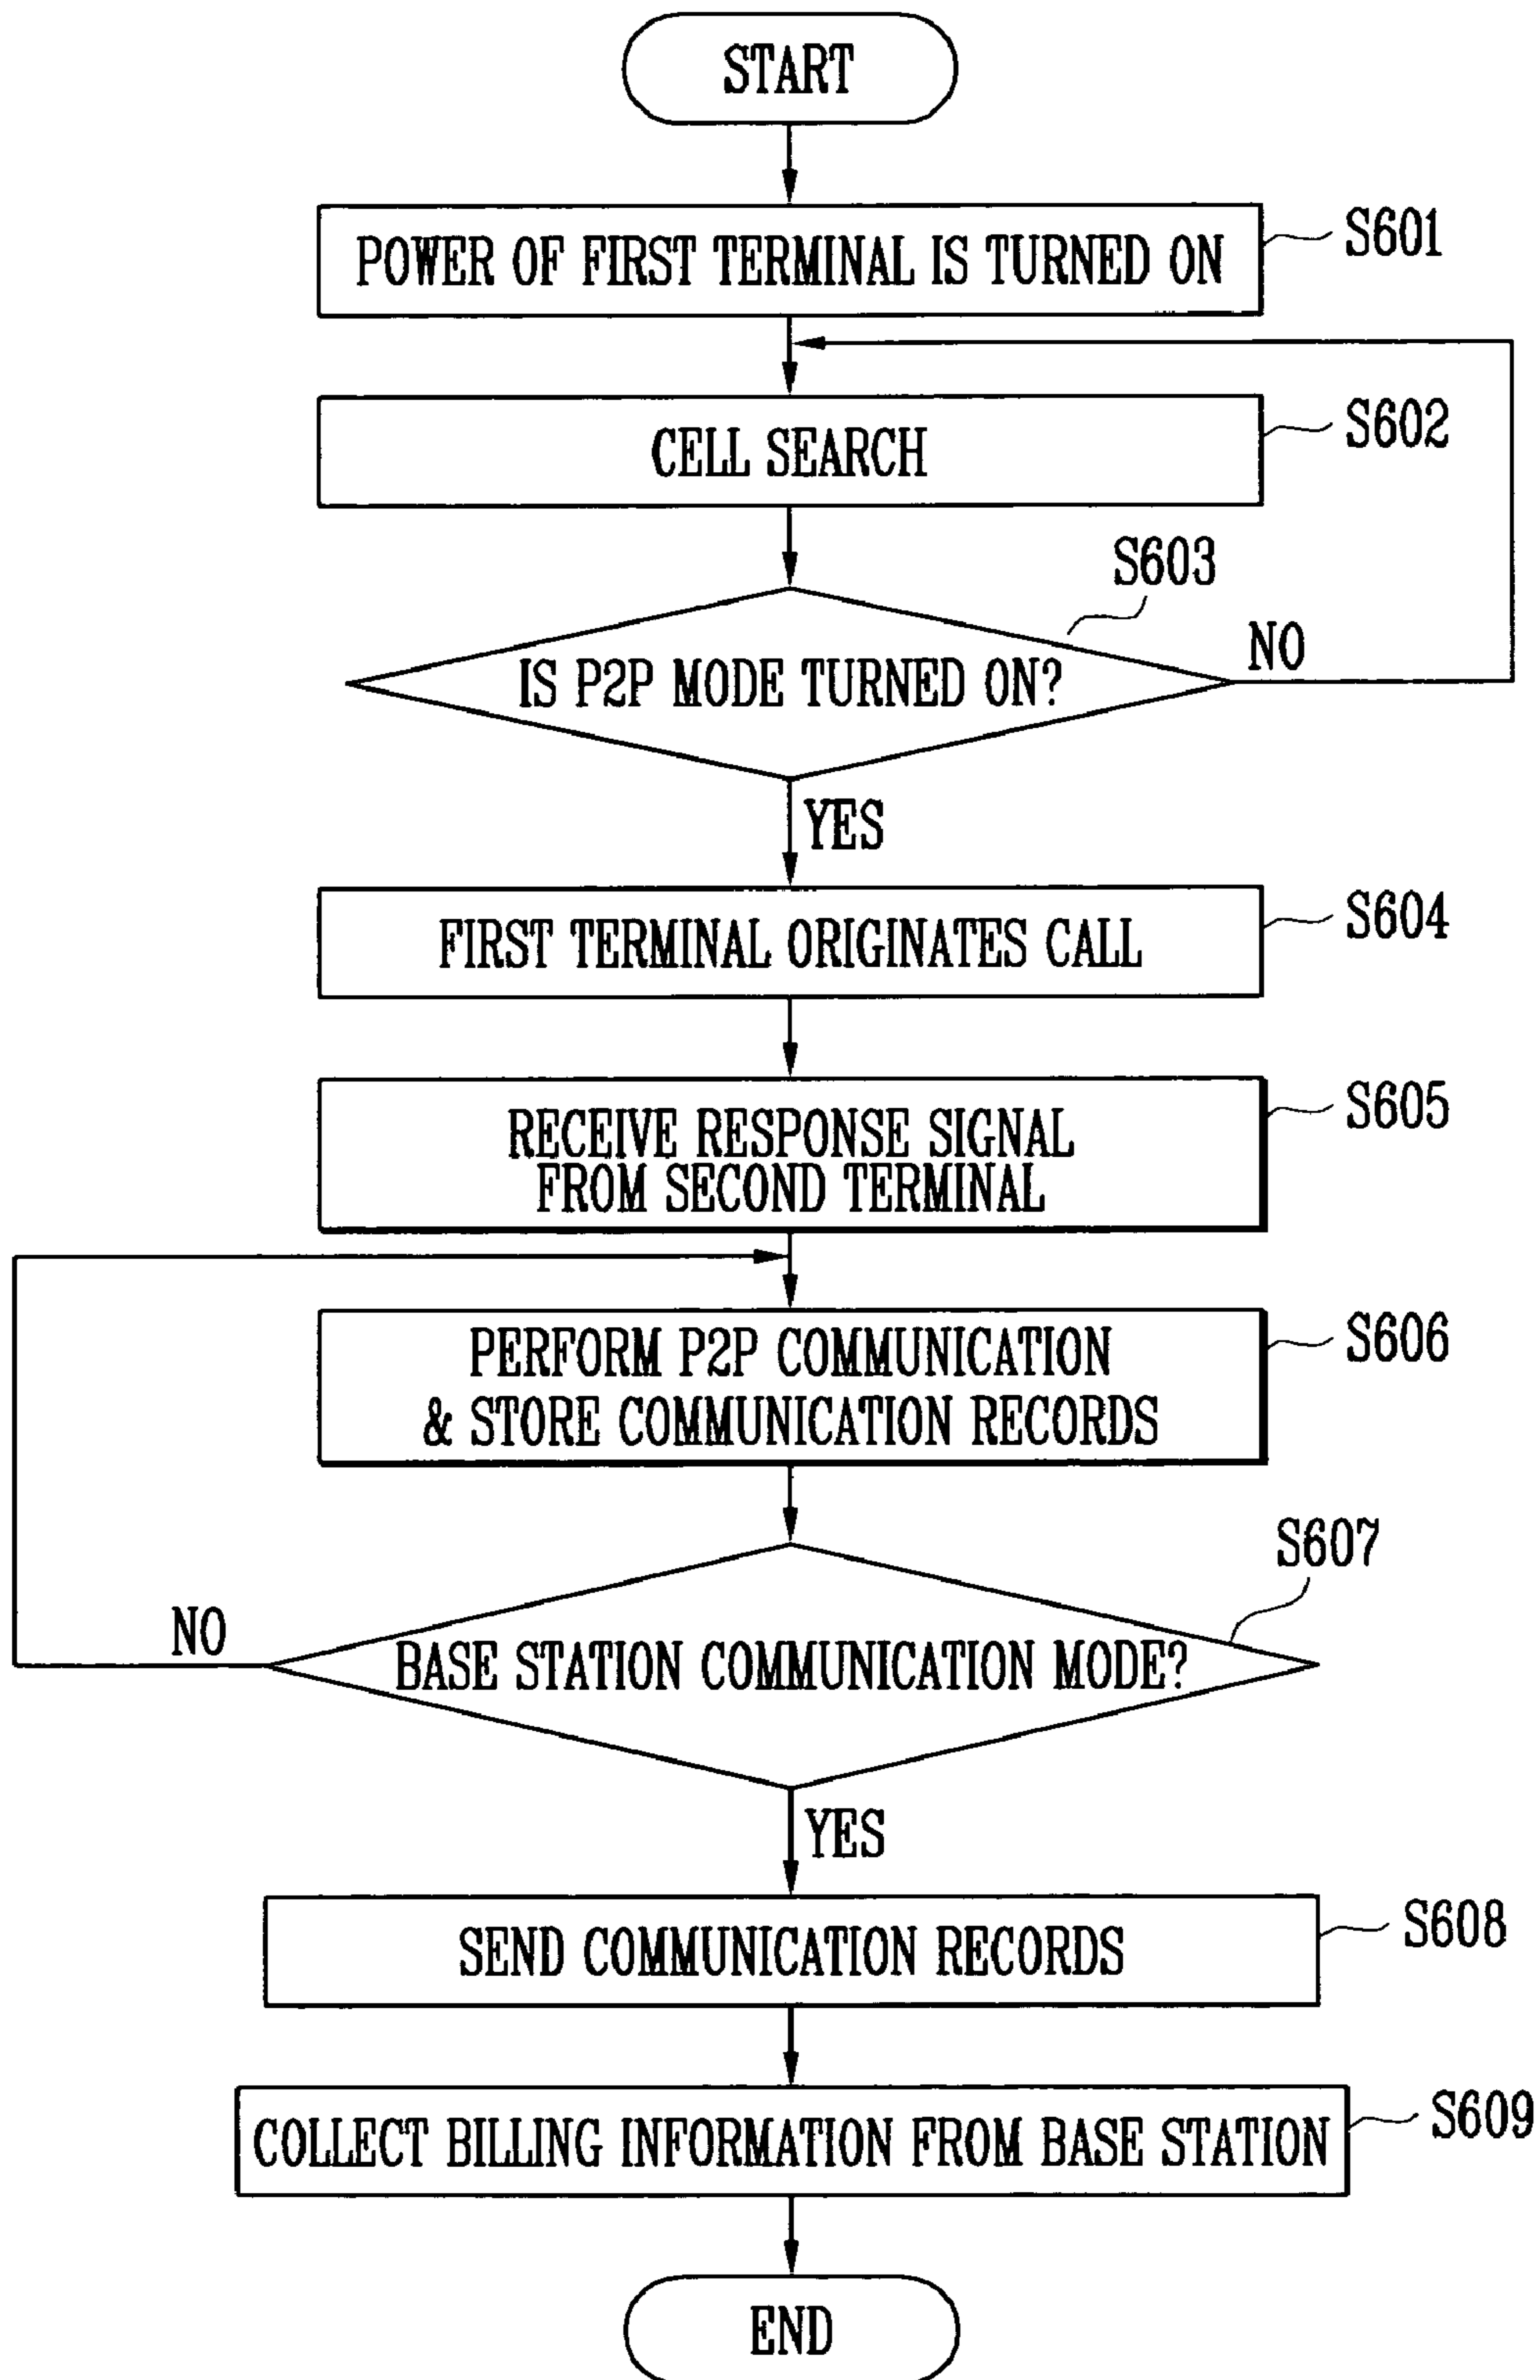 START
POWER OF FIRST TERMINAL IS TURNED ON
S601
CELL SEARCH
S602
S603
IS P2P MODE TURNED ON?
NO
YES
FIRST TERMINAL ORIGINATES CALL
S604
RECEIVE RESPONSE SIGNAL
FROM SECOND TERMINAL
S605
PERFORM P2P COMMUNICATION
& STORE COMMUNICATION RECORDS
S606
S607
NO
BASE STATION COMMUNICATION MODE?
YES
SEND COMMUNICATION RECORDS
S608
COLLECT BILLING INFORMATION FROM BASE STATION
S609
END